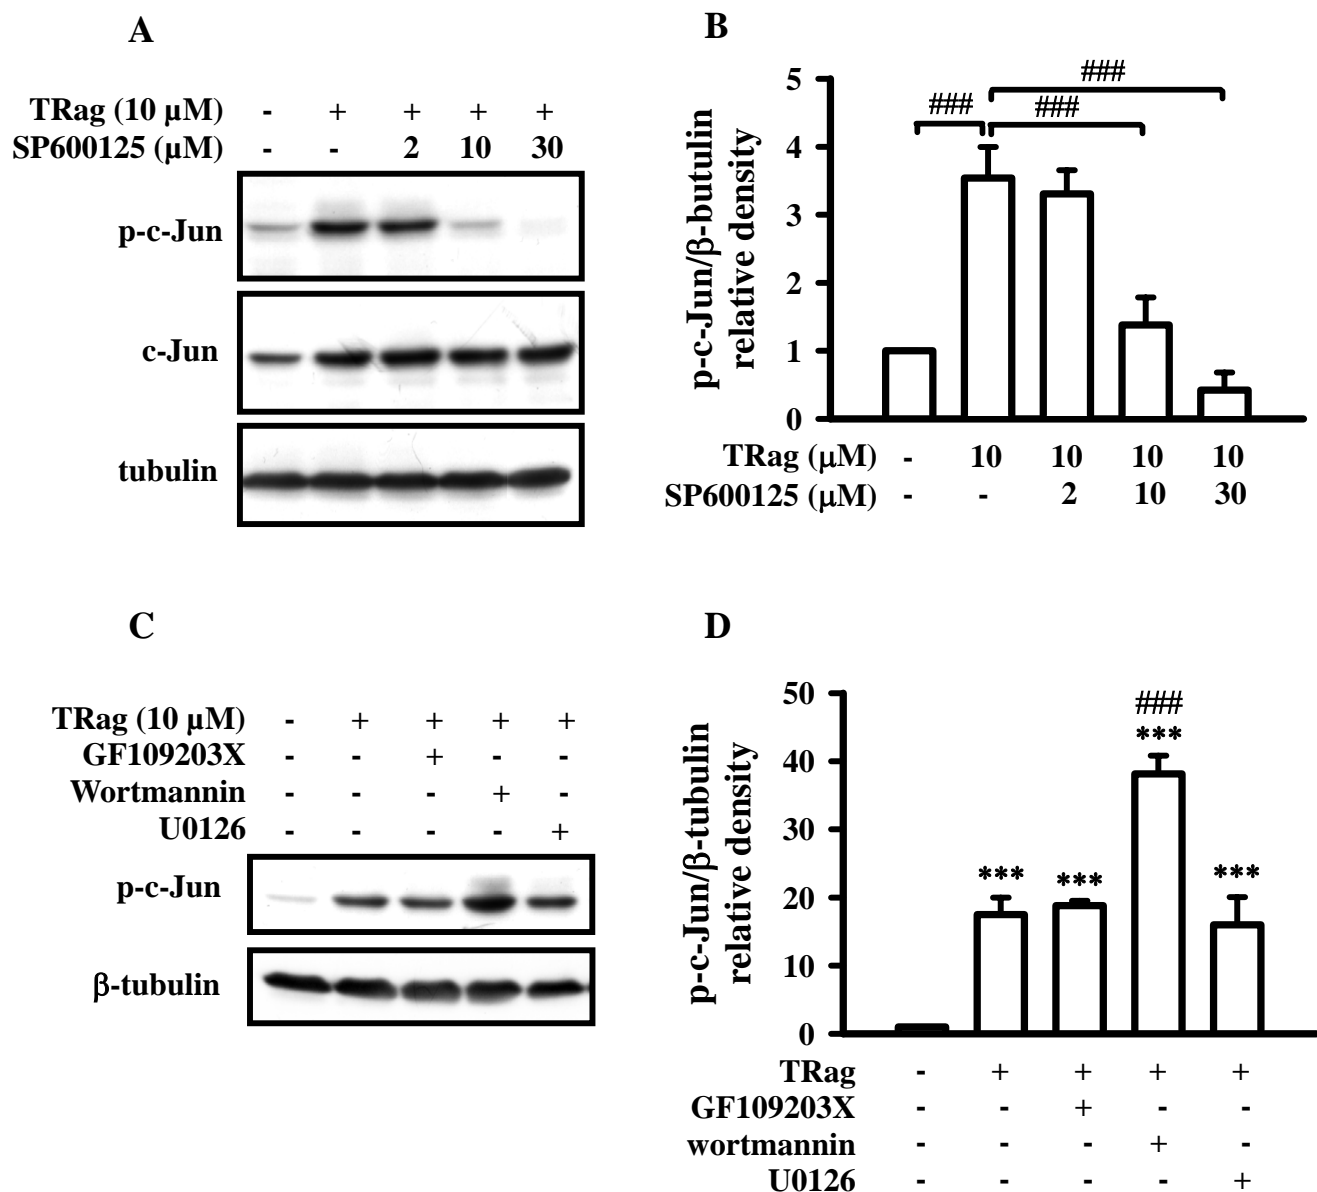 A
TRag (10 μM) - + + + +
SP600125 (μM) - - 2 10 30
p-c-Jun
c-Jun
tubulin
B
p-c-Jun/β-butulin
relative density
5
4
3
2
1
0
###
###
###
TRag (μM) - 10 10 10 10
SP600125 (μM) - - 2 10 30
C
TRag (10 μM) - + + + +
GF109203X - - + - -
Wortmannin - - - + -
U0126 - - - - +
p-c-Jun
β-tubulin
D
p-c-Jun/β-tubulin
relative density
50
40
30
20
10
0
***
***
###
***
***
TRag - + + + +
GF109203X - - + - -
wortmannin - - - + -
U0126 - - - - +